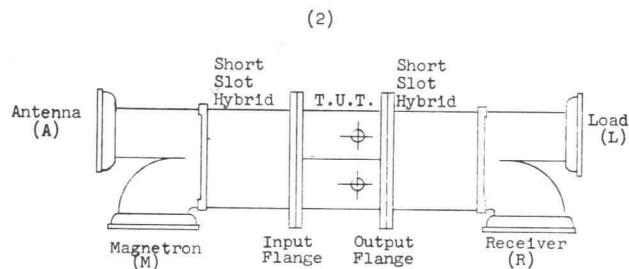 (2)
Short
Slot
Hybrid
T.U.T.
Short
Slot
Hybrid
Antenna
(A)
Load
(L)
Magnetron
(M)
Input
Flange
Output
Flange
Receiver
(R)